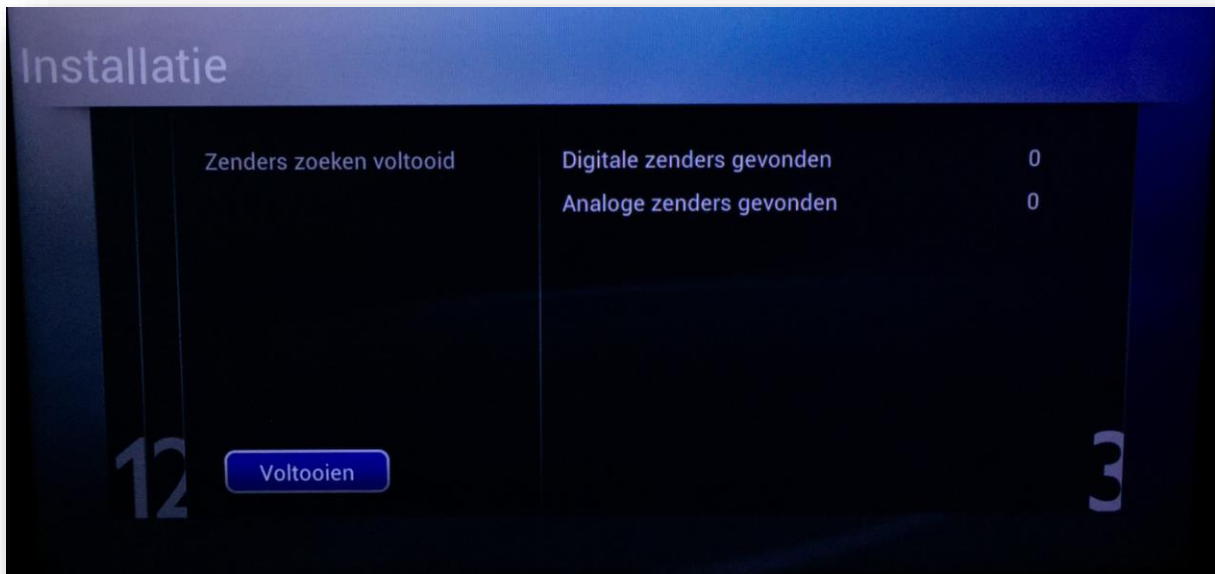 Installatie
Zenders zoeken voltooid
Digitale zenders gevonden 0
Analoge zenders gevonden 0
Voltooien
12
3